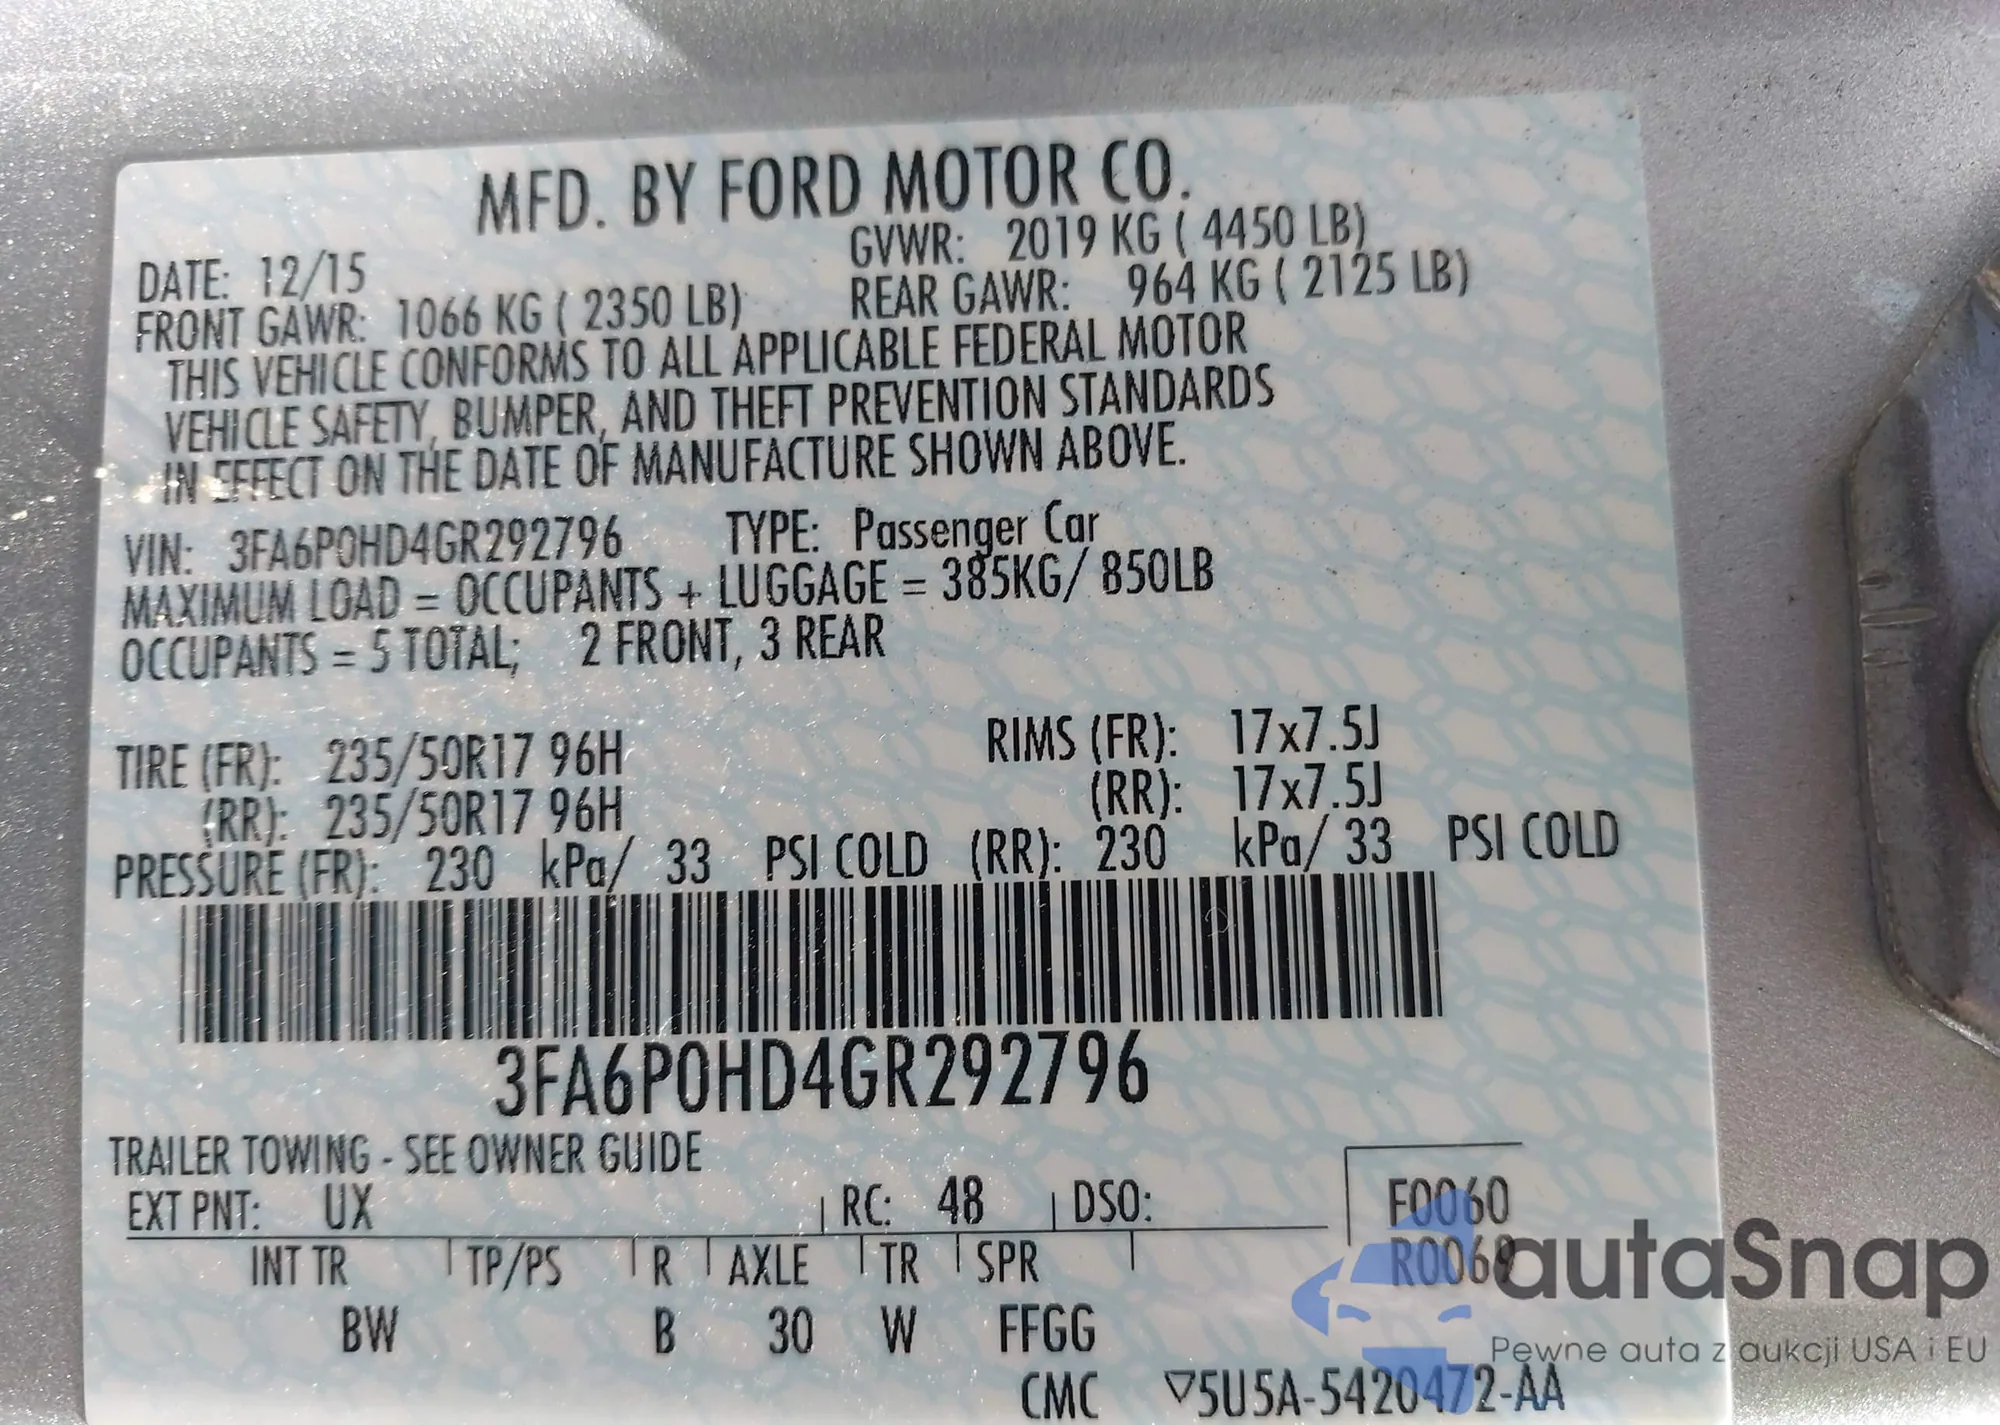 MFD. BY FORD MOTOR CO.
DATE: 12/15 GVWR: 2019 KG ( 4450 LB)
FRONT GAWR: 1066 KG ( 2350 LB) REAR GAWR: 964 KG ( 2125 LB)
THIS VEHICLE CONFORMS TO ALL APPLICABLE FEDERAL MOTOR
VEHICLE SAFETY, BUMPER, AND THEFT PREVENTION STANDARDS
IN EFFECT ON THE DATE OF MANUFACTURE SHOWN ABOVE.
VIN: 3FA6P0HD4GR292796 TYPE: Passenger Car
MAXIMUM LOAD = OCCUPANTS + LUGGAGE = 385KG/ 850LB
OCCUPANTS = 5 TOTAL; 2 FRONT, 3 REAR
TIRE (FR): 235/50R17 96H RIMS (FR): 17x7.5J
(RR): 235/50R17 96H (RR): 17x7.5J
PRESSURE (FR): 230 kPa/ 33 PSI COLD (RR): 230 kPa/ 33 PSI COLD
3FA6P0HD4GR292796
TRAILER TOWING - SEE OWNER GUIDE
EXT PNT: UX RC: 48 DSO: F0060
R0069
INT TR TP/PS R AXLE TR SPR
BW B 30 W FFGG
CMC ▽5U5A-5420472-AA
autaSnap
Pewne auta z aukcji USA i EU